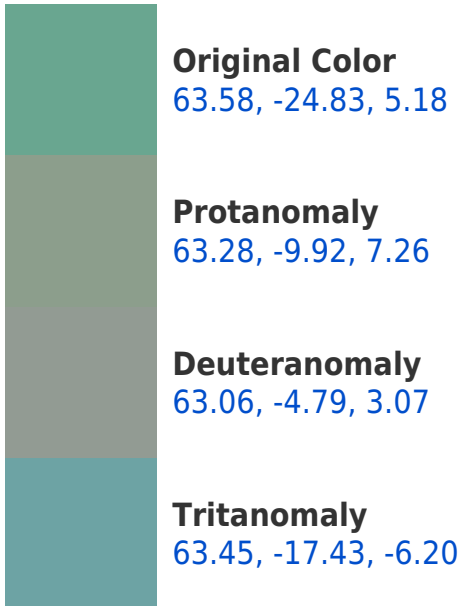 Original Color
63.58, -24.83, 5.18
Protanomaly
63.28, -9.92, 7.26
Deuteranomaly
63.06, -4.79, 3.07
Tritanomaly
63.45, -17.43, -6.20